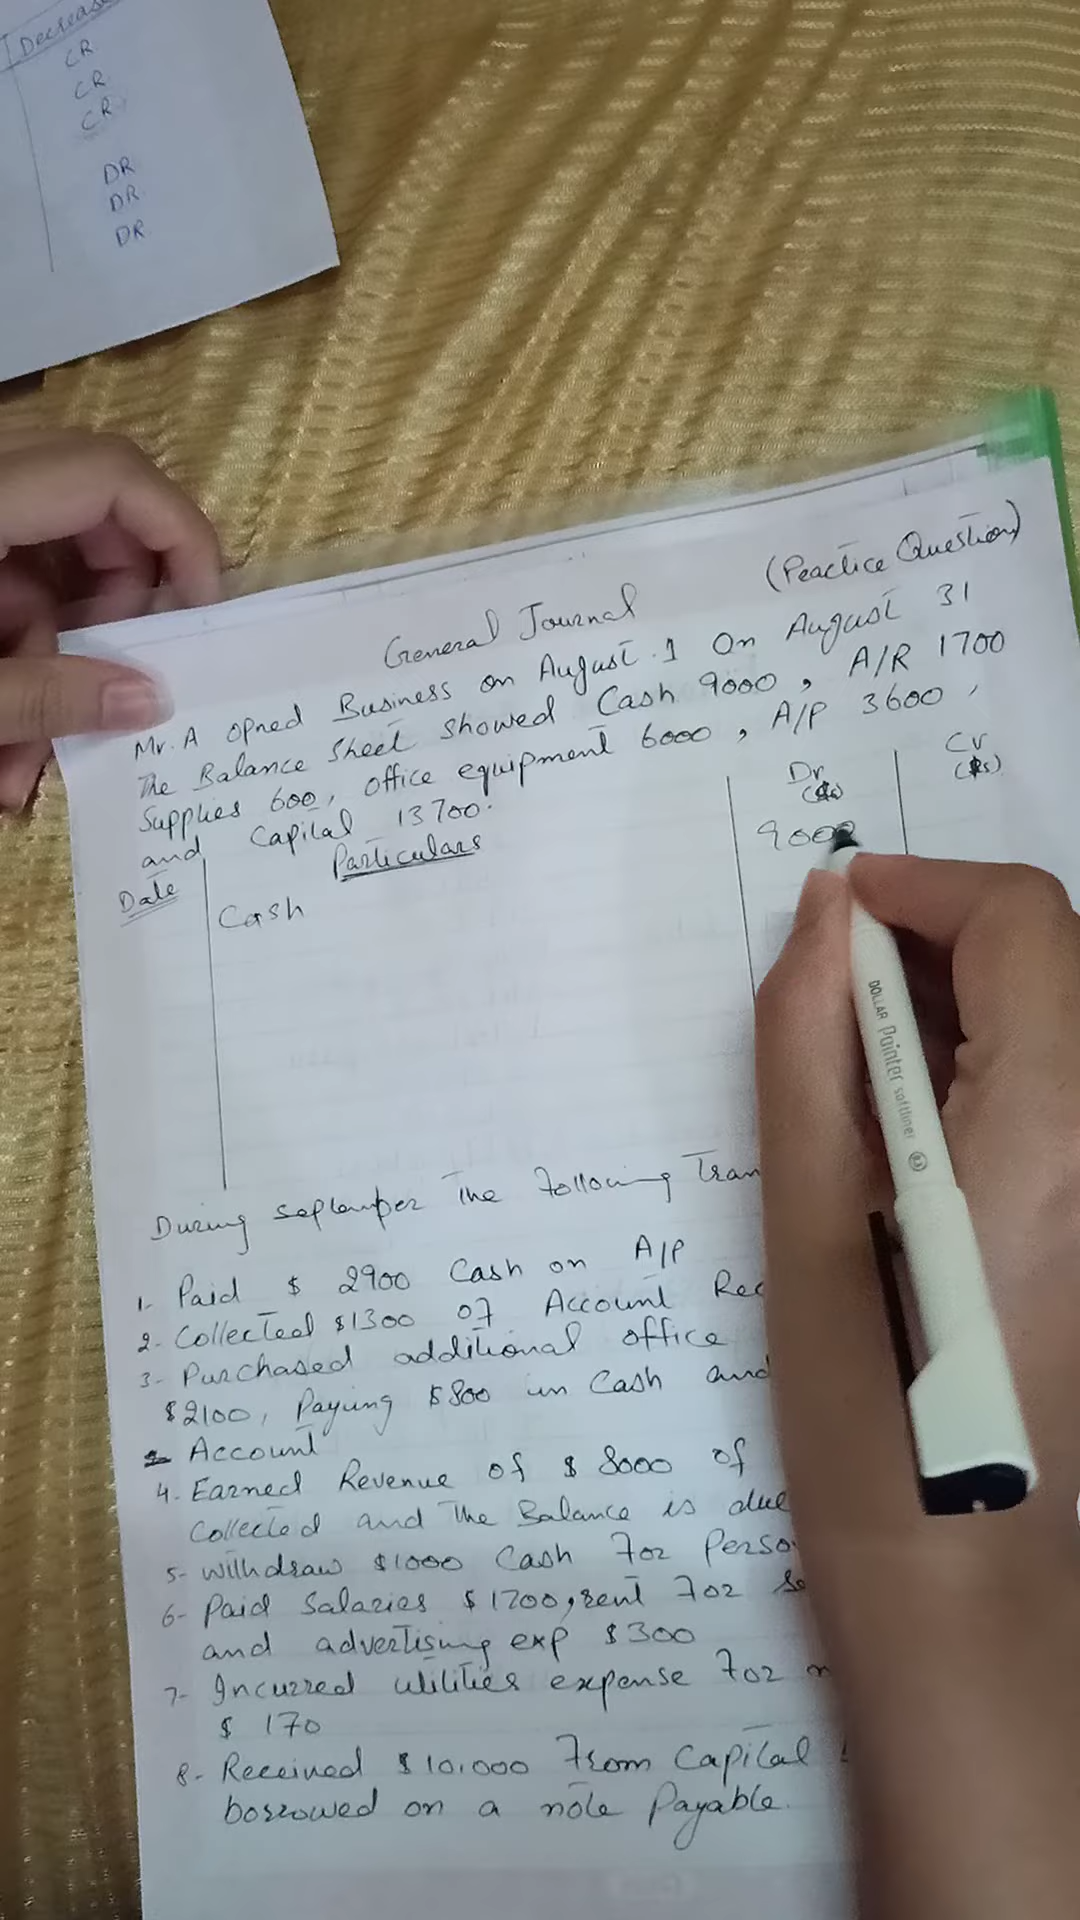 Decrease
CR
CR
CR
DR
DR
DR
(Peactice Question)
General Journal
Mr. A opned Business on August 1 On August 31
The Balance Sheet showed Cash 9000, A/R 1700
Supplies 600, office equipment 6000, A/P 3600,
and Capital 13700.
Date Particulars Dr Cr
Cash 9000
During the following
1- Paid $ 2900 Cash on A/P
2- Collected $1300 of Account
3- Purchased additional office
$2100, Paying $800 in Cash and
Account
4- Earned Revenue of $ 8000 of
Collected and The Balance is due
5- withdraw $1000 Cash For
6- Paid Salaries $ 1700, rent For
and advertising exp $300
7- Incurred utilities expense For
$ 170
8- Received $10,000 From Capital
borrowed on a note Payable.
DOLLAR Pointer softliner